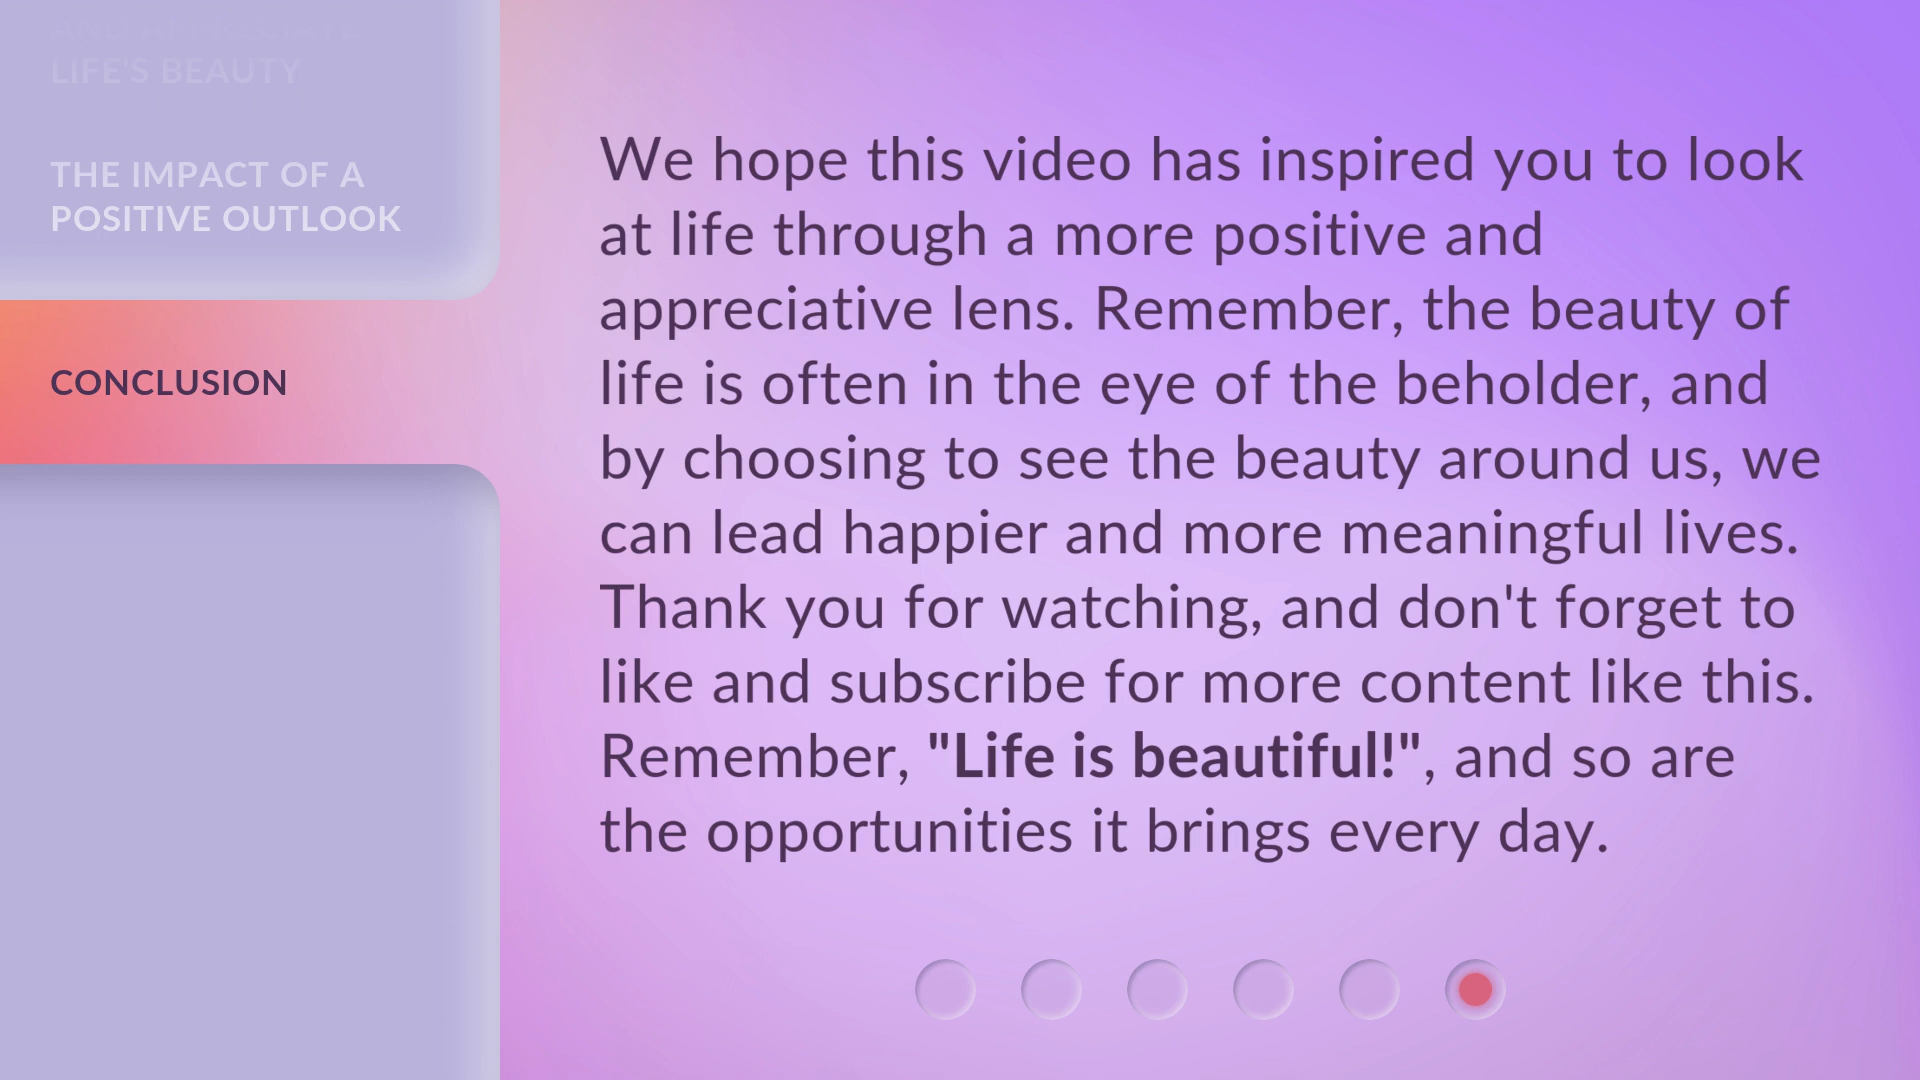 LIFE'S BEAUTY
THE IMPACT OF A
POSITIVE OUTLOOK
CONCLUSION
We hope this video has inspired you to look
at life through a more positive and
appreciative lens. Remember, the beauty of
life is often in the eye of the beholder, and
by choosing to see the beauty around us, we
can lead happier and more meaningful lives.
Thank you for watching, and don't forget to
like and subscribe for more content like this.
Remember, "Life is beautiful!", and so are
the opportunities it brings every day.